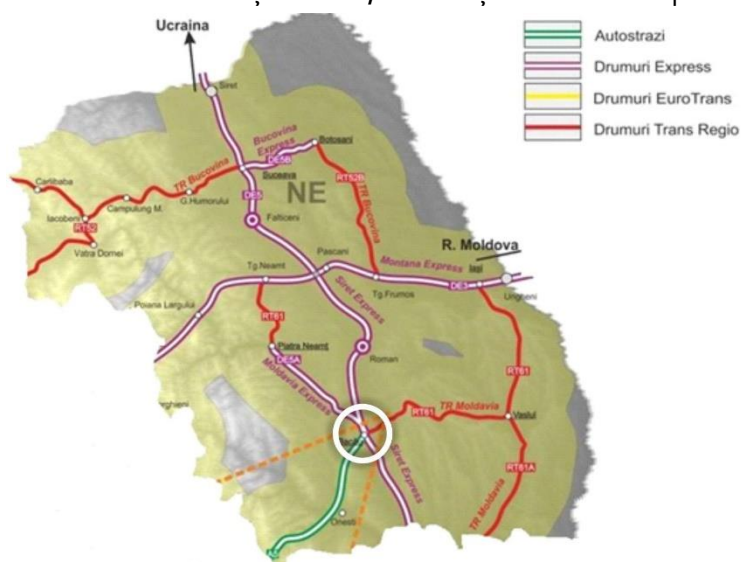 Ucraina
Autostrazi
Drumuri Express
Drumuri EuroTrans
Drumuri Trans Regio
Siret
Bucovina
Express
Botosani
DE5B
TR Bucovina
Suceava
NE
RT52B
TR Bucovina
DE5
Carlibaba
Campulung M.
G.Humorului
Iacobeni
RT52
Falticeni
Vatra Dornei
R. Moldova
Pascani
Montana Express
Iasi
Tg.Neamt
DE3
Ungheni
Tg.Frumos
Siret Express
Poiana Largului
RT61
Piatra Neamt
DE5A
Roman
Moldavia Express
RT61
RT61
TR Moldavia
Vaslui
Siret Express
RT61A
TR Moldavia
Onesti